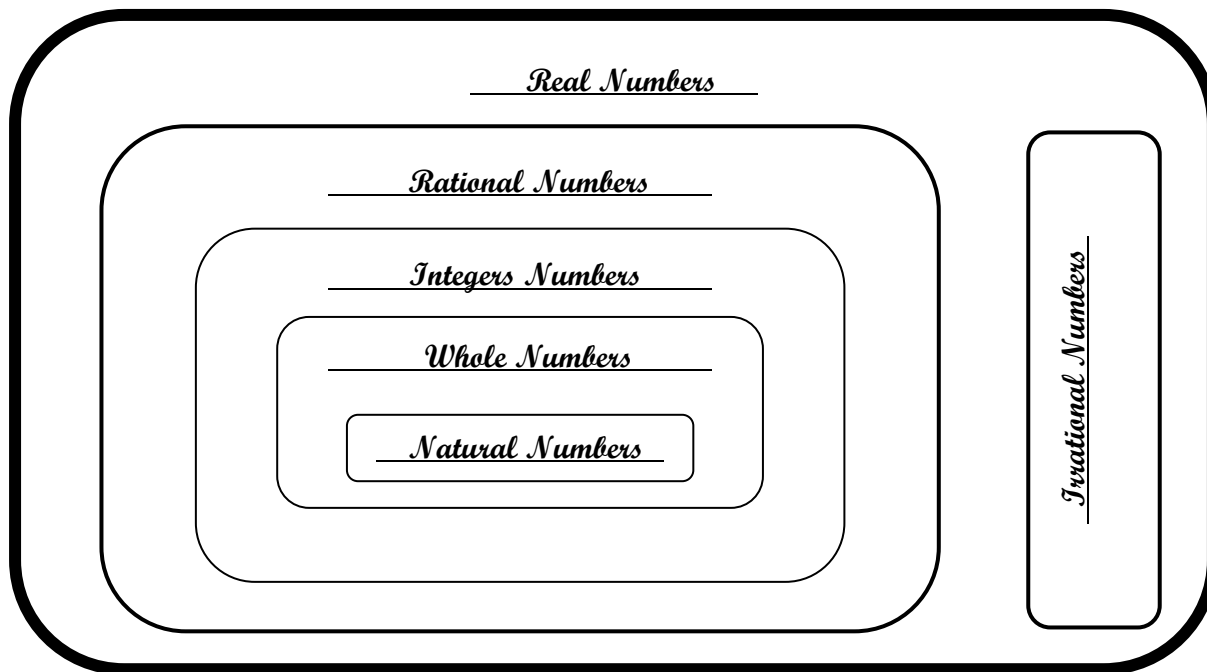 Real Numbers
Rational Numbers
Integers Numbers
Whole Numbers
Natural Numbers
Irrational Numbers